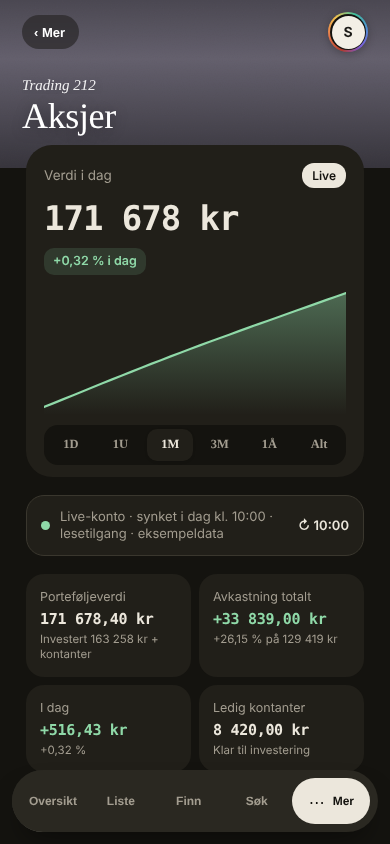 ‹ Mer
S
Trading 212
Aksjer
Verdi i dag
Live
171 678 kr
+0,32 % i dag
1D 1U 1M 3M 1Å Alt
Live-konto · synket i dag kl. 10:00 ·
lesetilgang · eksempeldata
↻ 10:00
Porteføljeverdi
171 678,40 kr
Investert 163 258 kr +
kontanter
Avkastning totalt
+33 839,00 kr
+26,15 % på 129 419 kr
I dag
+516,43 kr
+0,32 %
Ledig kontanter
8 420,00 kr
Klar til investering
Oversikt Liste Finn Søk ... Mer